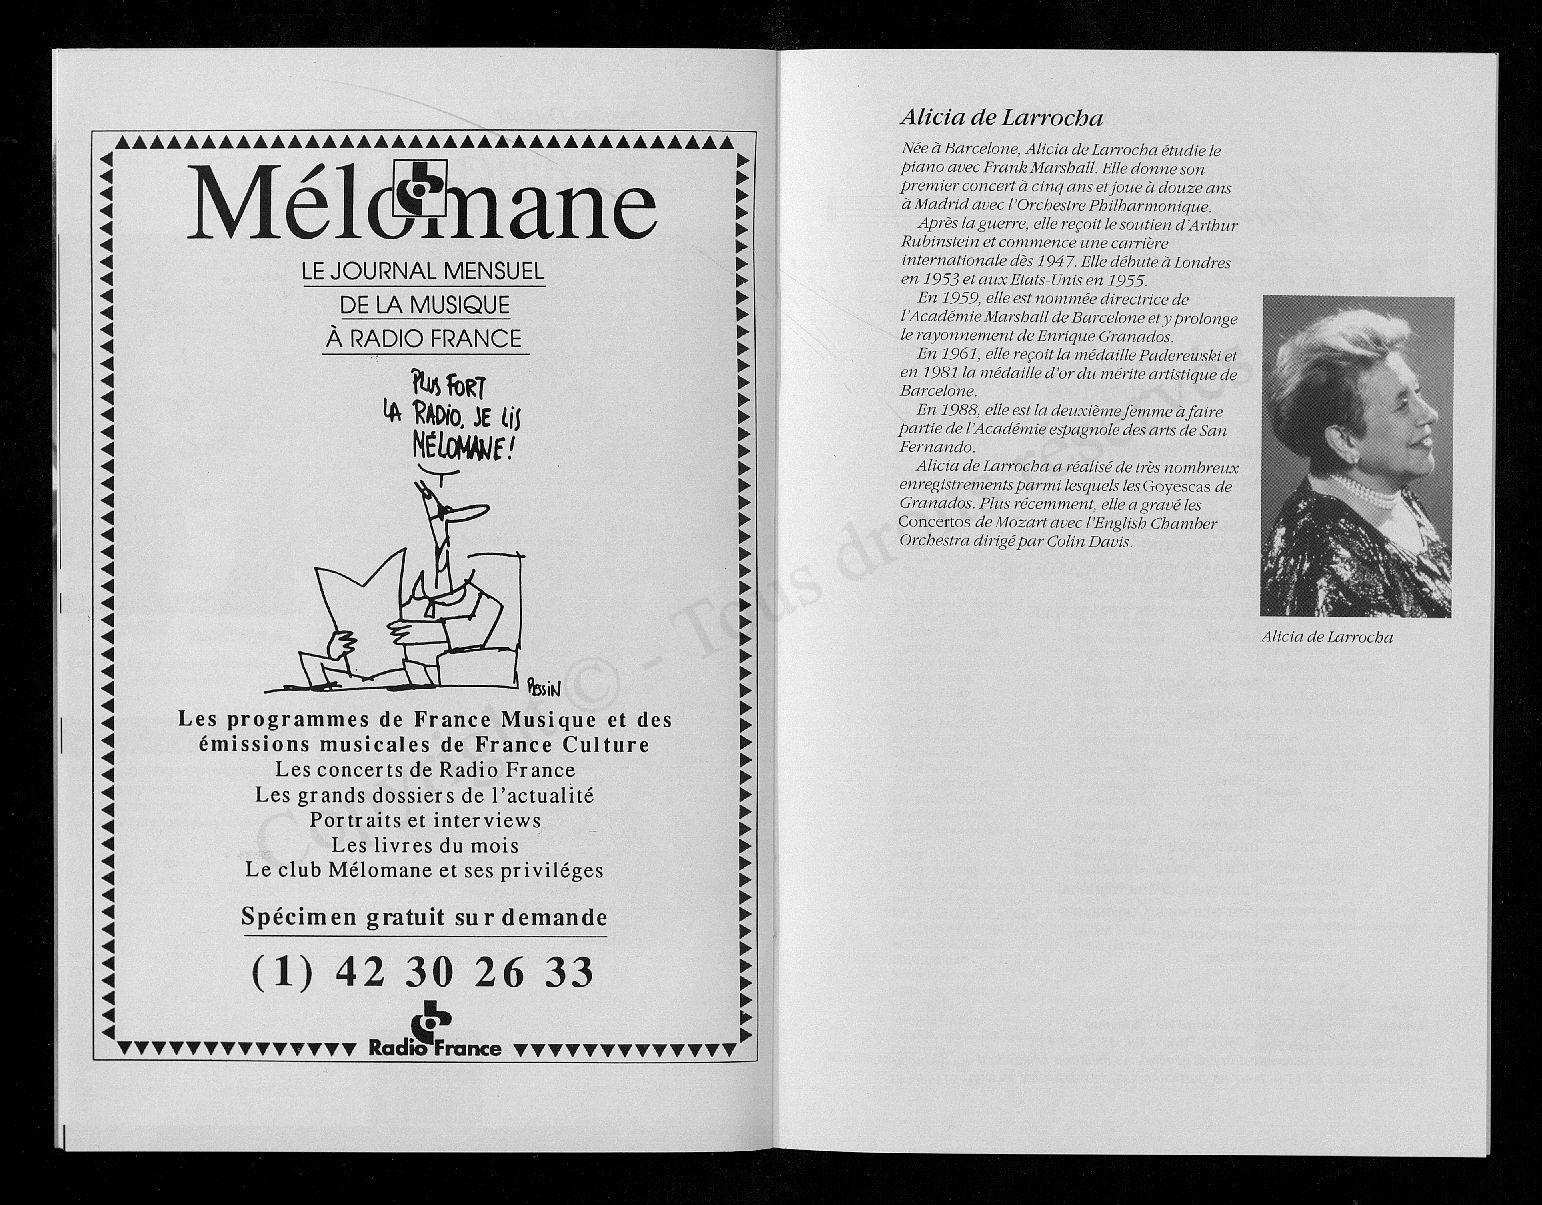 Mélomane
LE JOURNAL MENSUEL
DE LA MUSIQUE
À RADIO FRANCE
PLUS FORT
LA RADIO, JE LIS
MÉLOMANE !
PESSIN
Les programmes de France Musique et des
émissions musicales de France Culture
Les concerts de Radio France
Les grands dossiers de l'actualité
Portraits et interviews
Les livres du mois
Le club Mélomane et ses priviléges
Spécimen gratuit sur demande
(1) 42 30 26 33
Radio France
Alicia de Larrocha
Née à Barcelone, Alicia de Larrocha étudie le
piano avec Frank Marshall. Elle donne son
premier concert à cinq ans et joue à douze ans
à Madrid avec l'Orchestre Philharmonique.
Après la guerre, elle reçoit le soutien d'Arthur
Rubinstein et commence une carrière
internationale dès 1947. Elle débute à Londres
en 1953 et aux Etats-Unis en 1955.
En 1959, elle est nommée directrice de
l'Académie Marshall de Barcelone et y prolonge
le rayonnement de Enrique Granados.
En 1961, elle reçoit la médaille Paderewski et
en 1981 la médaille d'or du mérite artistique de
Barcelone.
En 1988, elle est la deuxième femme à faire
partie de l'Académie espagnole des arts de San
Fernando.
Alicia de Larrocha a réalisé de très nombreux
enregistrements parmi lesquels les Goyescas de
Granados. Plus récemment, elle a gravé les
Concertos de Mozart avec l'English Chamber
Orchestra dirigé par Colin Davis.
Alicia de Larrocha
Copyright © - Tous droits réservés